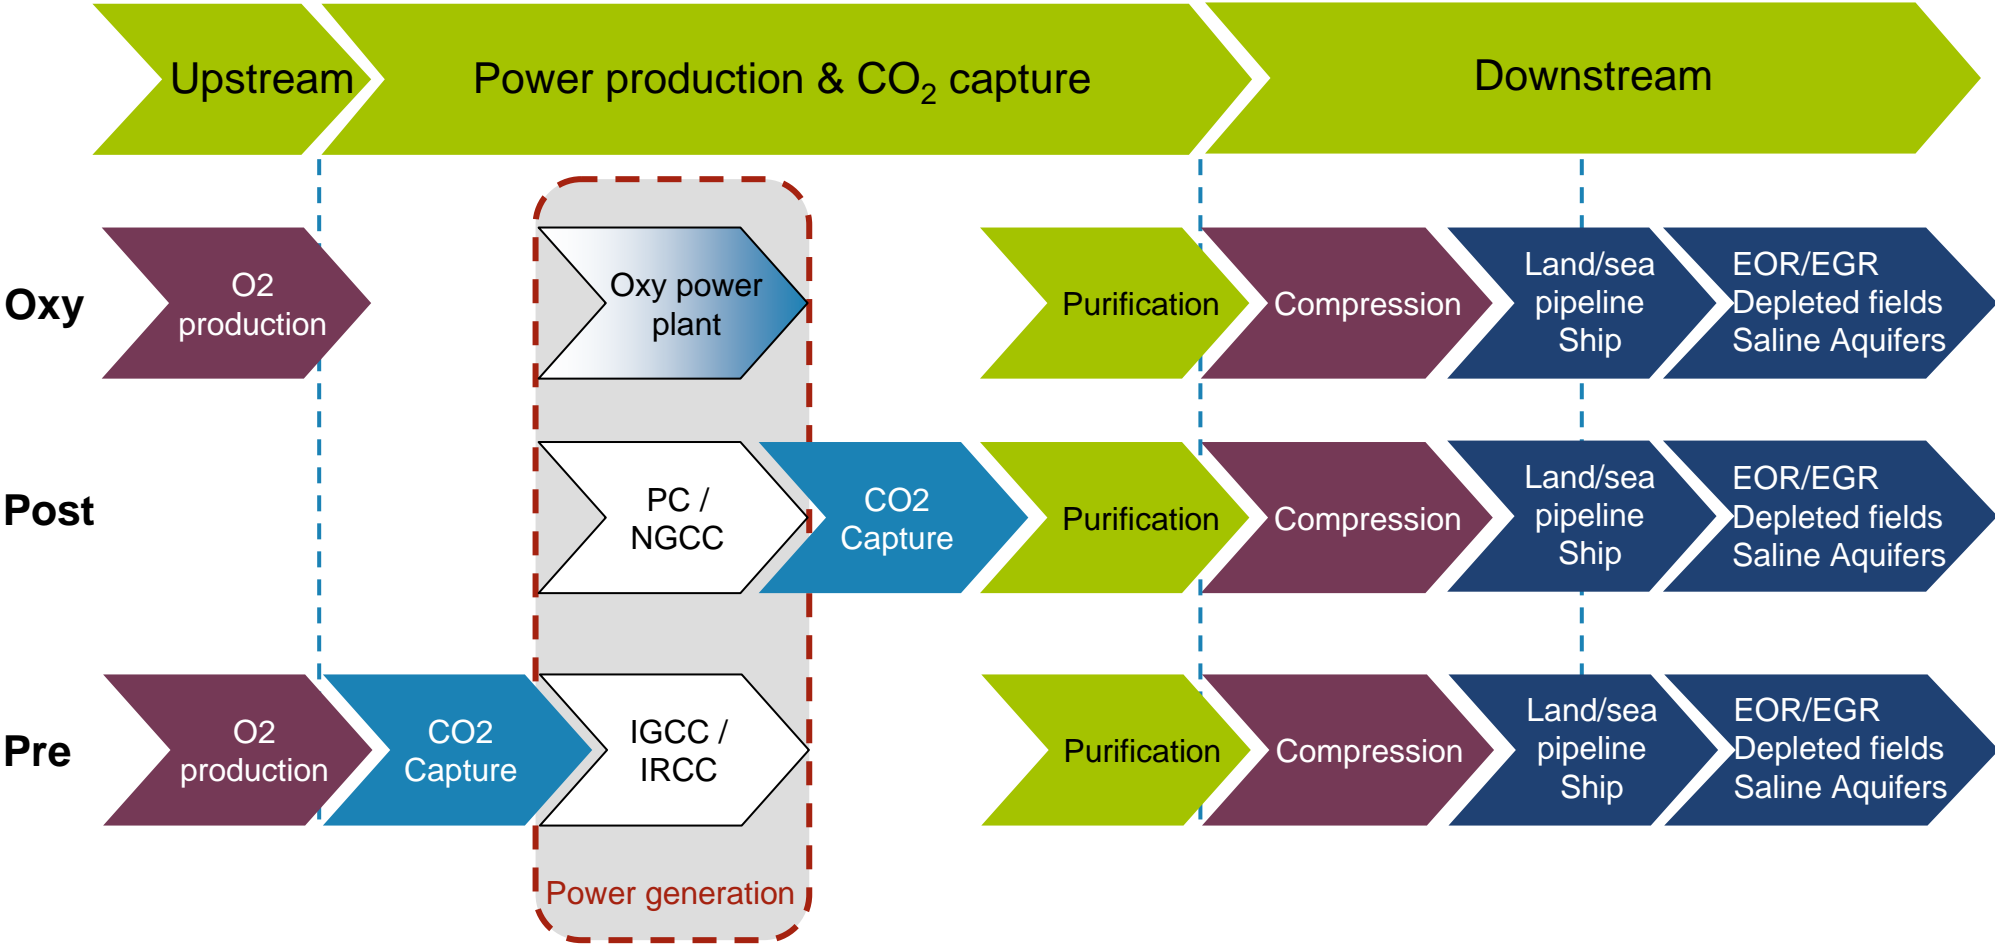 Upstream
Power production & CO₂ capture
Downstream
Oxy
O2
production
Oxy power
plant
Purification
Compression
Land/sea
pipeline
Ship
EOR/EGR
Depleted fields
Saline Aquifers
Post
PC /
NGCC
CO2
Capture
Purification
Compression
Land/sea
pipeline
Ship
EOR/EGR
Depleted fields
Saline Aquifers
Pre
O2
production
CO2
Capture
IGCC /
IRCC
Purification
Compression
Land/sea
pipeline
Ship
EOR/EGR
Depleted fields
Saline Aquifers
Power generation